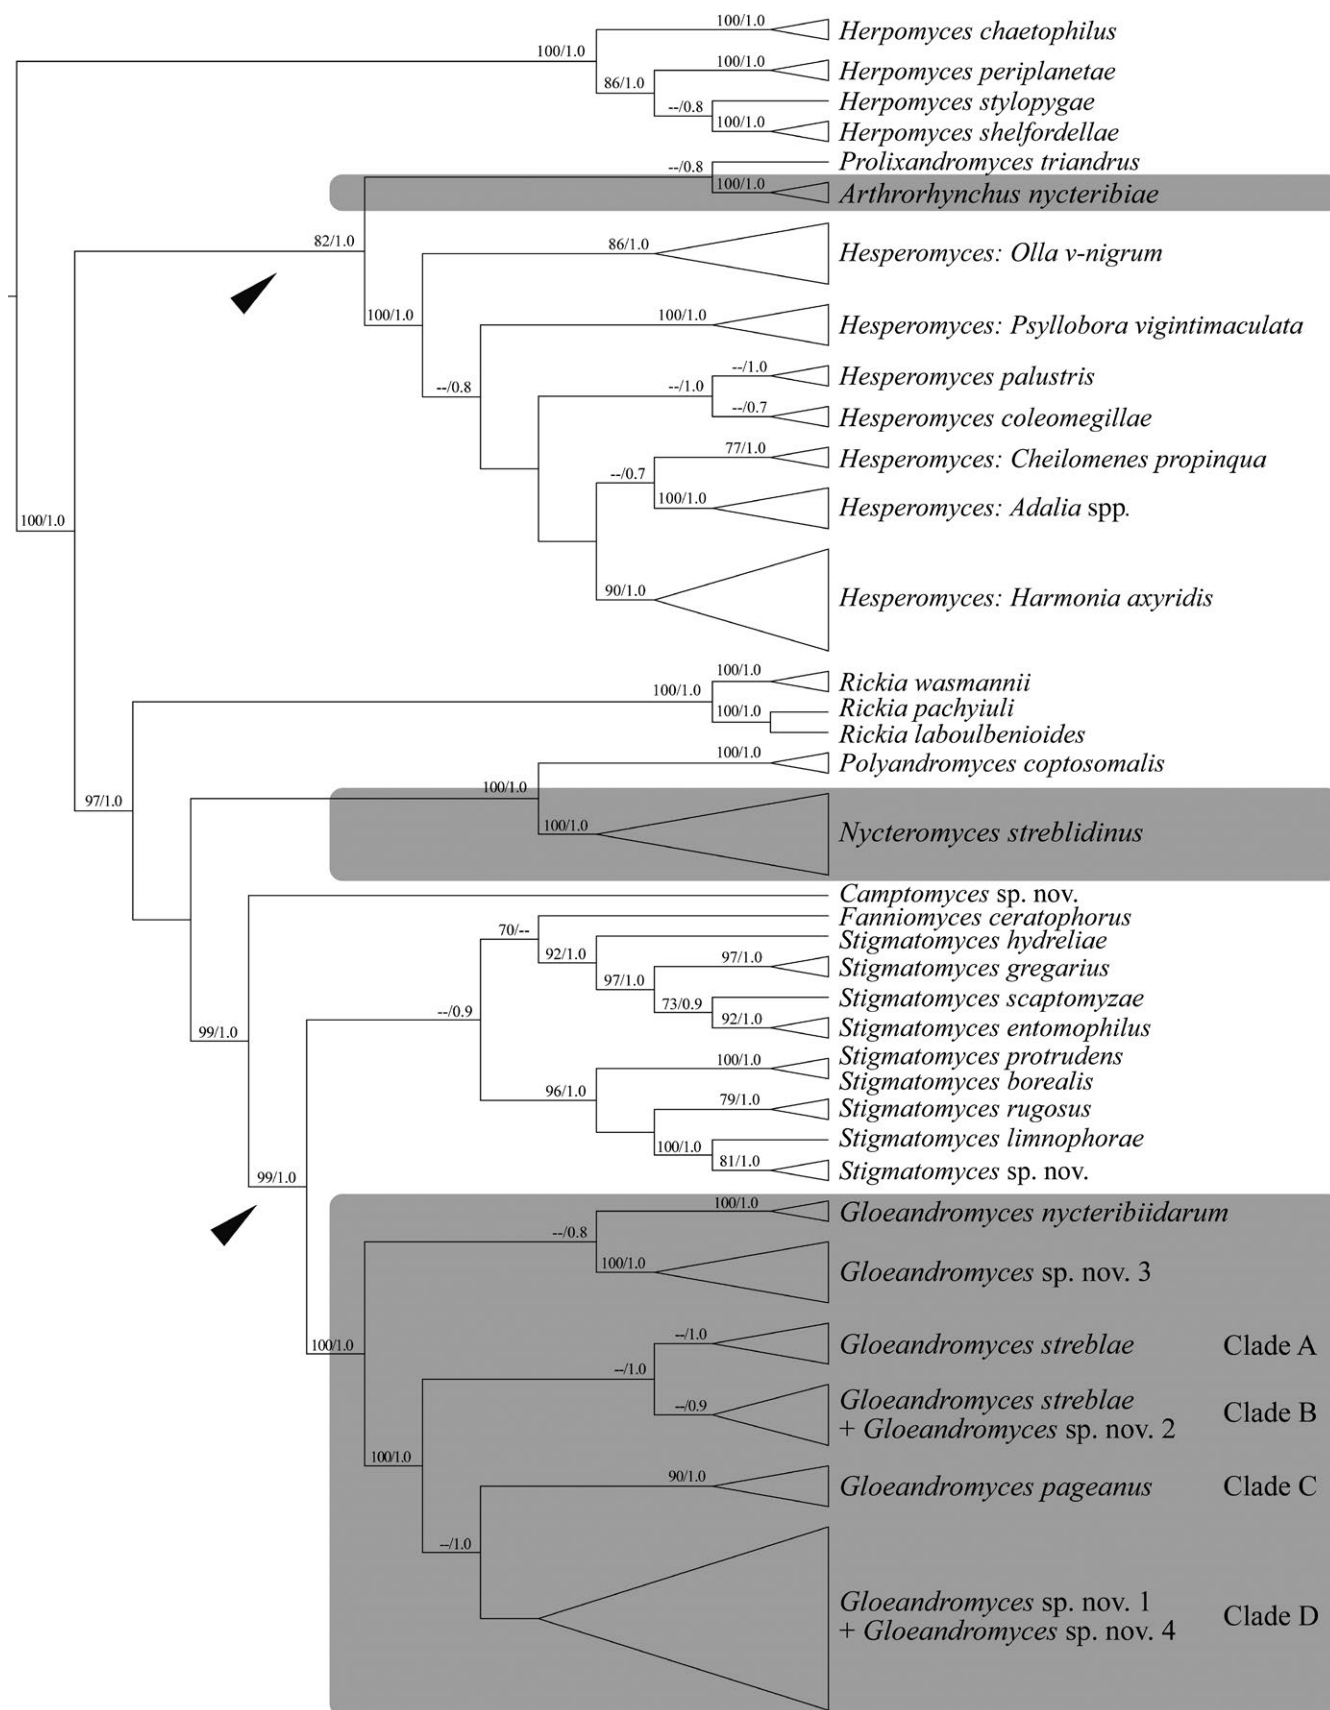 100/1.0
Herpomyces chaetophilus
100/1.0
100/1.0
Herpomyces periplanetae
86/1.0
Herpomyces stylopygae
--/0.8
100/1.0
Herpomyces shelfordellae
Prolixandromyces triandrus
--/0.8
100/1.0
Arthrorhynchus nycteribiae
82/1.0
86/1.0
Hesperomyces: Olla v-nigrum
100/1.0
100/1.0
Hesperomyces: Psyllobora vigintimaculata
--/1.0
Hesperomyces palustris
--/0.8
--/1.0
--/0.7
Hesperomyces coleomegillae
77/1.0
Hesperomyces: Cheilomenes propinqua
--/0.7
100/1.0
Hesperomyces: Adalia spp.
100/1.0
90/1.0
Hesperomyces: Harmonia axyridis
100/1.0
Rickia wasmannii
100/1.0
Rickia pachyiuli
100/1.0
Rickia laboulbenioides
100/1.0
Polyandromyces coptosomalis
100/1.0
97/1.0
100/1.0
Nycteromyces streblidinus
Camptomyces sp. nov.
Fanniomyces ceratophorus
70/--
Stigmatomyces hydreliae
92/1.0
97/1.0
Stigmatomyces gregarius
97/1.0
Stigmatomyces scaptomyzae
73/0.9
--/0.9
92/1.0
Stigmatomyces entomophilus
99/1.0
Stigmatomyces protrudens
100/1.0
Stigmatomyces borealis
96/1.0
79/1.0
Stigmatomyces rugosus
Stigmatomyces limnophorae
100/1.0
81/1.0
Stigmatomyces sp. nov.
99/1.0
100/1.0
Gloeandromyces nycteribiidarum
--/0.8
100/1.0
Gloeandromyces sp. nov. 3
100/1.0
--/1.0
Gloeandromyces streblae Clade A
--/1.0
--/0.9
Gloeandromyces streblae
+ Gloeandromyces sp. nov. 2 Clade B
100/1.0
90/1.0
Gloeandromyces pageanus Clade C
--/1.0
Gloeandromyces sp. nov. 1
+ Gloeandromyces sp. nov. 4 Clade D